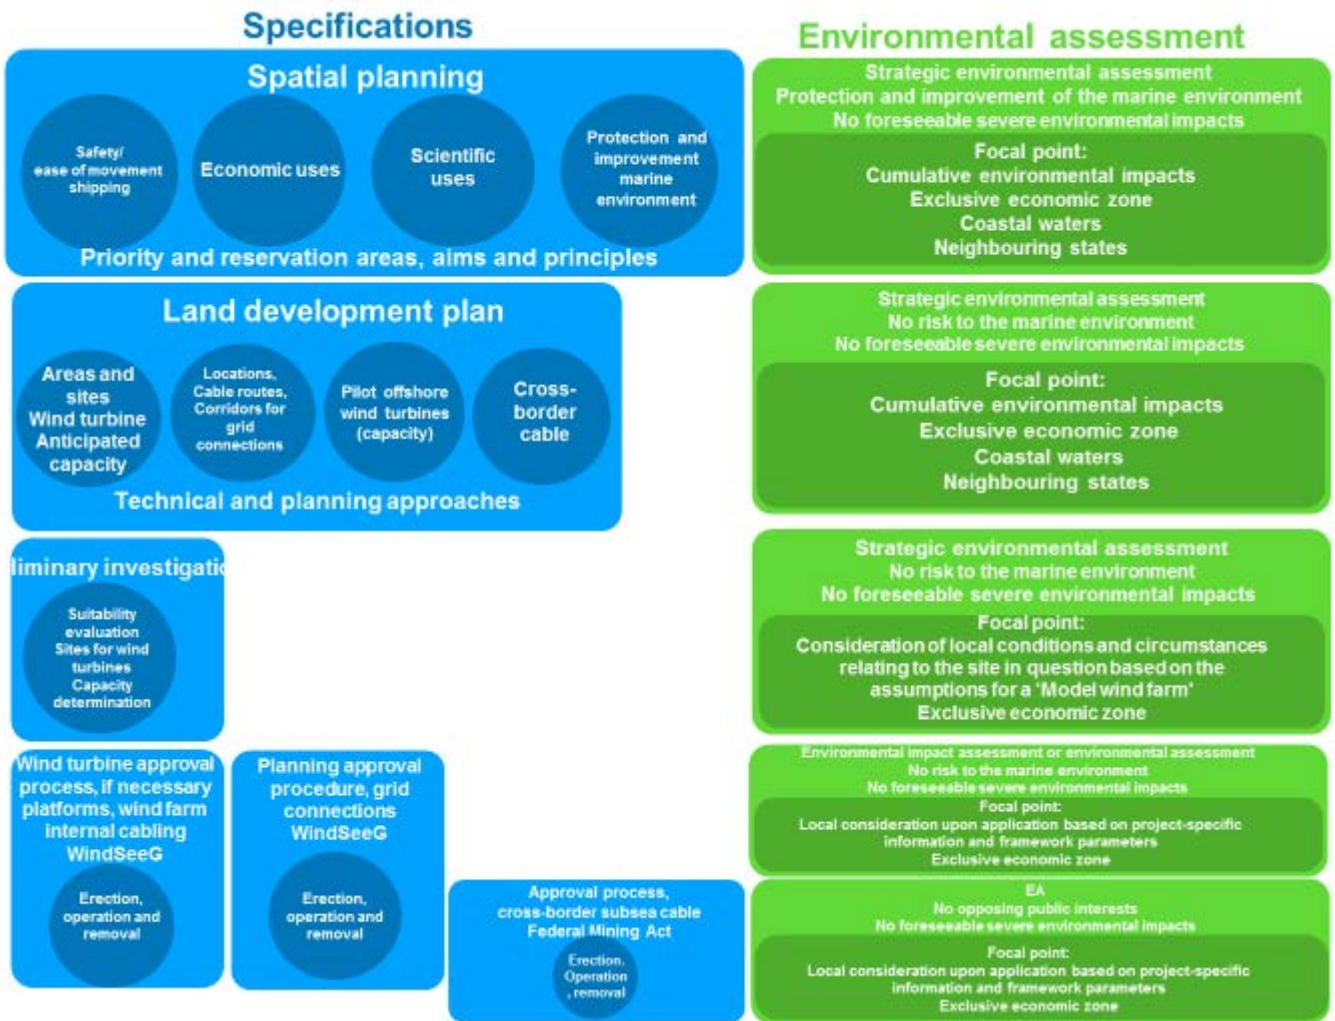 Specifications
Environmental assessment
Spatial planning
Safety/
ease of movement
shipping
Economic uses
Scientific
uses
Protection and
improvement
marine
environment
Priority and reservation areas, aims and principles
Strategic environmental assessment
Protection and improvement of the marine environment
No foreseeable severe environmental impacts
Focal point:
Cumulative environmental impacts
Exclusive economic zone
Coastal waters
Neighbouring states
Land development plan
Areas and
sites
Wind turbine
Anticipated
capacity
Locations,
Cable routes,
Corridors for
grid
connections
Pilot offshore
wind turbines
(capacity)
Cross-
border
cable
Technical and planning approaches
Strategic environmental assessment
No risk to the marine environment
No foreseeable severe environmental impacts
Focal point:
Cumulative environmental impacts
Exclusive economic zone
Coastal waters
Neighbouring states
liminary investigatio
Suitability
evaluation
Sites for wind
turbines
Capacity
determination
Strategic environmental assessment
No risk to the marine environment
No foreseeable severe environmental impacts
Focal point:
Consideration of local conditions and circumstances
relating to the site in question based on the
assumptions for a 'Model wind farm'
Exclusive economic zone
Wind turbine approval
process, if necessary
platforms, wind farm
internal cabling
WindSeeG
Erection,
operation and
removal
Planning approval
procedure, grid
connections
WindSeeG
Erection,
operation and
removal
Environmental impact assessment or environmental assessment
No risk to the marine environment
No foreseeable severe environmental impacts
Focal point:
Local consideration upon application based on project-specific
information and framework parameters
Exclusive economic zone
Approval process,
cross-border subsea cable
Federal Mining Act
Erection,
Operation
, removal
EA
No opposing public interests
No foreseeable severe environmental impacts
Focal point:
Local consideration upon application based on project-specific
information and framework parameters
Exclusive economic zone